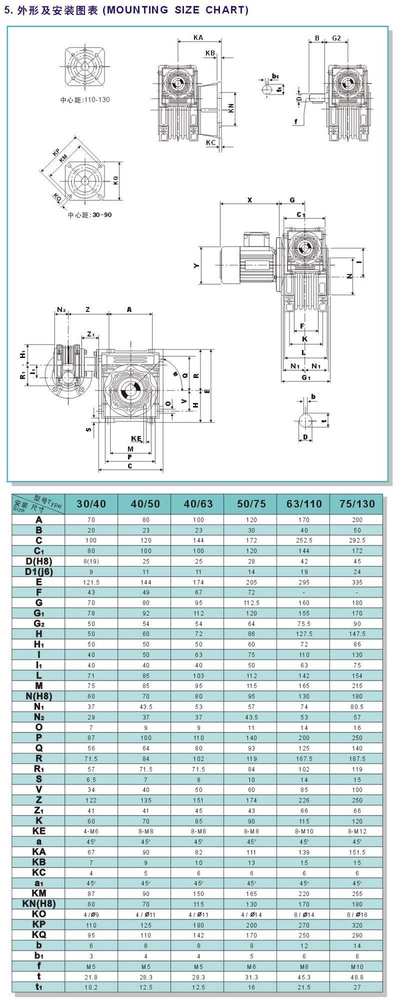 5. 外形及安装图表 (MOUNTING SIZE CHART)
KA
B G2
KB
b1
t1
D1
KN
中心距:110-130
f
KC
KP
KM
KQ
KO
中心距:30-90
X G
C1
Y
I
N
N2 Z A
F
Z1
K
H1
L
R1
I1
a
Q
R
N1 N1
E
G1
V
H
O
b
S
t
KE
D
M
P
C
型号Type
安装 尺寸
Size
30/40 40/50 40/63 50/75 63/110 75/130
A 70 80 100 120 170 200
B 20 23 23 30 40 50
C 100 120 144 172 252.5 292.5
C1 80 100 100 120 144 172
D(H8) 8(19) 25 25 28 42 45
D1(j6) 9 11 11 14 19 24
E 121.5 144 174 205 295 335
F 43 49 67 72 - -
G 70 80 95 112.5 160 180
G1 78 92 112 120 155 170
G2 50 54 54 64 75.5 90
H 50 60 72 86 127.5 147.5
H1 50 50 50 60 72 86
I 40 50 63 75 110 130
I1 40 40 40 50 63 75
L 71 85 103 112 142 154
M 75 85 95 115 165 215
N(H8) 60 70 80 95 130 180
N1 37 43.5 53 57 74 80.5
N2 29 37 37 43.5 53 57
O 7 9 9 11 14 16
P 87 100 110 140 200 250
Q 56 64 80 93 125 140
R 71.5 84 102 119 167.5 187.5
R1 57 71.5 71.5 84 102 119
S 6.5 7 8 10 14 15
V 34 40 50 60 85 100
Z 122 135 151 174 226 250
Z1 41 41 45 43 66 66
K 60 70 85 90 115 120
KE 4-M6 8-M8 8-M8 8-M8 8-M10 8-M12
a 45° 45° 45° 45° 45° 45°
KA 67 90 82 111 139 151.5
KB 7 9 10 13 15 15
KC 4 5 6 6 6 6
a1 45° 45° 45° 45° 45° 45°
KM 87 90 150 165 220 255
KN(H8) 60 70 115 130 170 180
KO 4/Ø9 4/Ø11 4/Ø11 4/Ø14 8/Ø14 8/Ø16
KP 110 125 180 200 270 320
KQ 95 110 142 170 250 290
b 6 8 8 8 12 14
b1 3 4 4 5 6 8
f M5 M5 M5 M6 M8 M10
t 21.8 28.3 28.3 31.3 45.3 48.8
t1 10.2 12.5 12.5 16 21.5 27